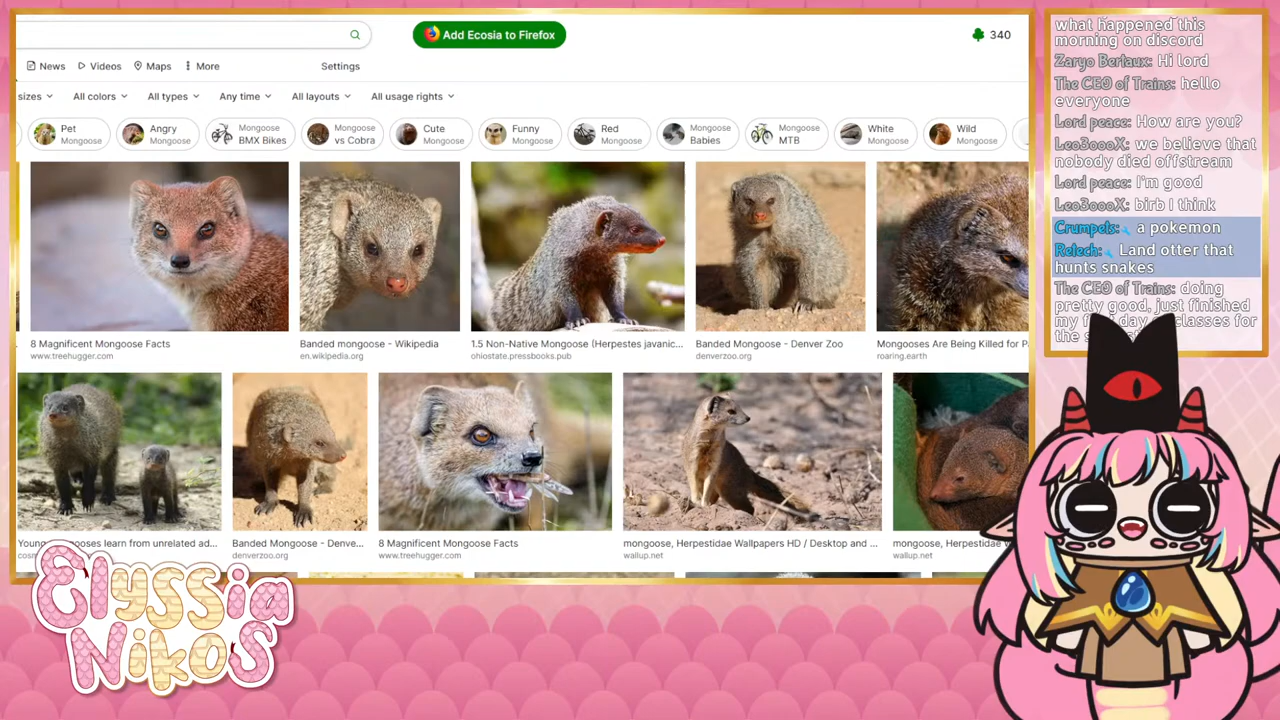 Add Ecosia to Firefox
340
News Videos Maps More Settings
sizes All colors All types Any time All layouts All usage rights
Pet Mongoose
Angry Mongoose
Mongoose BMX Bikes
Mongoose vs Cobra
Cute Mongoose
Funny Mongoose
Red Mongoose
Mongoose Babies
Mongoose MTB
White Mongoose
Wild Mongoose
8 Magnificent Mongoose Facts
www.treehugger.com
Banded mongoose - Wikipedia
en.wikipedia.org
1.5 Non-Native Mongoose (Herpestes javanic...
ohiostate.pressbooks.pub
Banded Mongoose - Denver Zoo
denverzoo.org
Mongooses Are Being Killed for P
roaring.earth
learn from unrelated ad...
Banded Mongoose - Denve...
denverzoo.org
8 Magnificent Mongoose Facts
www.treehugger.com
mongoose, Herpestidae Wallpapers HD / Desktop and ...
wallup.net
mongoose, Herpestidae
wallup.net
what happened this
morning on discord
Zaryo Berlaux: Hi lord
The CEO of Trains: hello
everyone
Lord peace: How are you?
Leo3oooX: we believe that
nobody died offstream
Lord peace: I'm good
Leo3oooX: birb I think
Crumpels: a pokemon
Relech: Land otter that
hunts snakes
The CEO of Trains: doing
pretty good, just finished
my classes for
the
Elyssia
Nikos